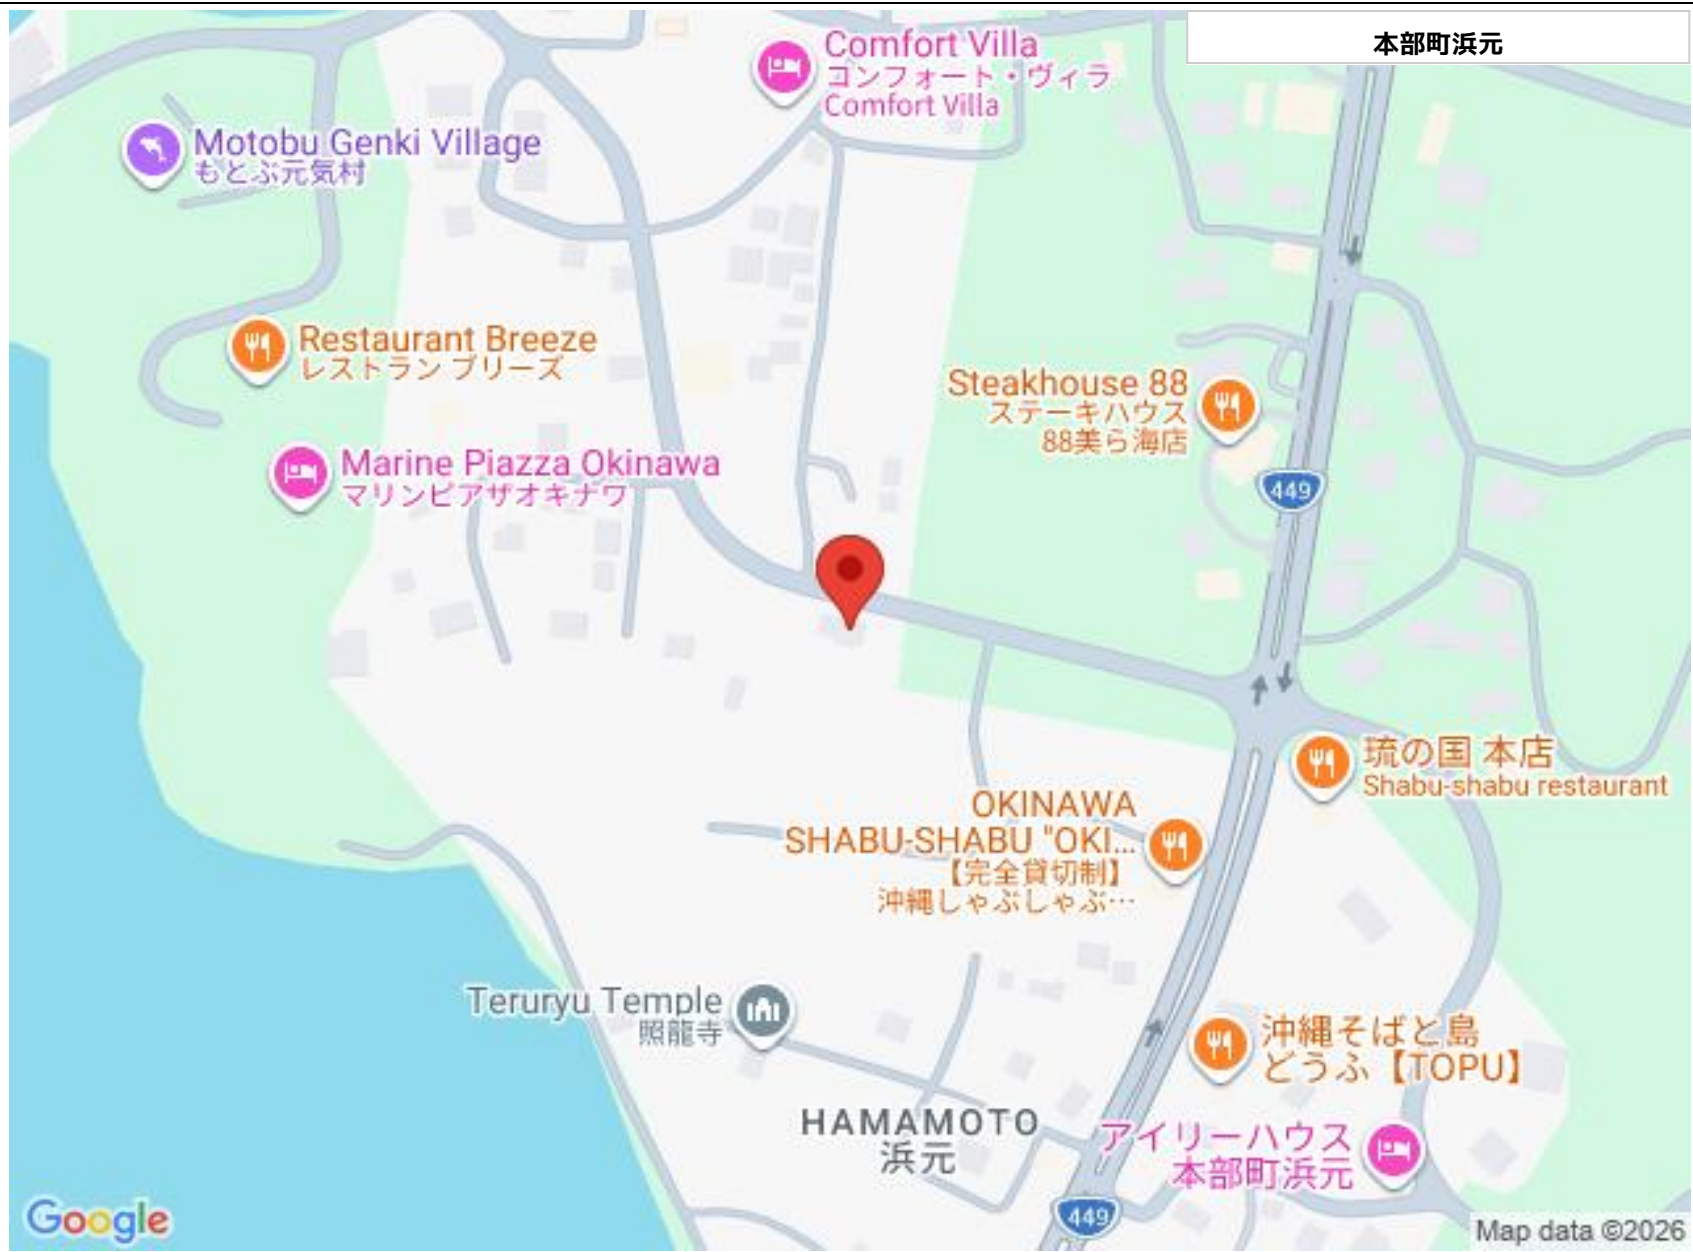 本部町浜元
Comfort Villa
コンフォート・ヴィラ
Comfort Villa
Motobu Genki Village
もとぶ元気村
Restaurant Breeze
レストラン ブリーズ
Steakhouse 88
ステーキハウス
88美ら海店
Marine Piazza Okinawa
マリンピアザオキナワ
449
琉の国 本店
Shabu-shabu restaurant
OKINAWA
SHABU-SHABU "OKI...
【完全貸切制】
沖縄しゃぶしゃぶ…
Teruryu Temple
照龍寺
沖縄そばと島
どうふ【TOPU】
HAMAMOTO
浜元
アイリーハウス
本部町浜元
449
Google
Map data ©2026